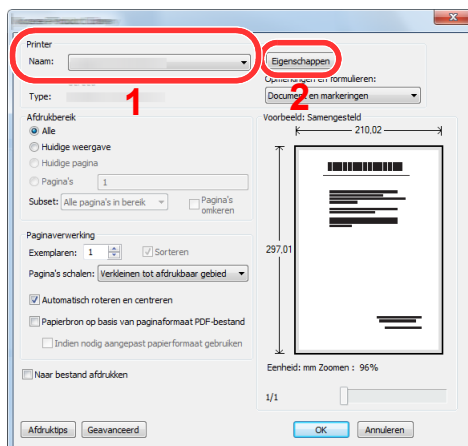 Printer
Naam:
Eigenschappen
1
2
Opmerkingen en formulieren:
Type:
Document en markeringen
Afdrukbereik
Alle
Huidige weergave
Huidige pagina
Pagina's 1
Subset: Alle pagina's in bereik
Pagina's
omkeren
Voorbeeld: Samengesteld
210,02
297,01
Paginaverwerking
Exemplaren: 1
Sorteren
Pagina's schalen: Verkleinen tot afdrukbaar gebied
Automatisch roteren en centreren
Papierbron op basis van paginaformaat PDF-bestand
Indien nodig aangepast papierformaat gebruiken
Naar bestand afdrukken
Eenheid: mm Zoomen : 96%
1/1
Afdruktips
Geavanceerd
OK
Annuleren